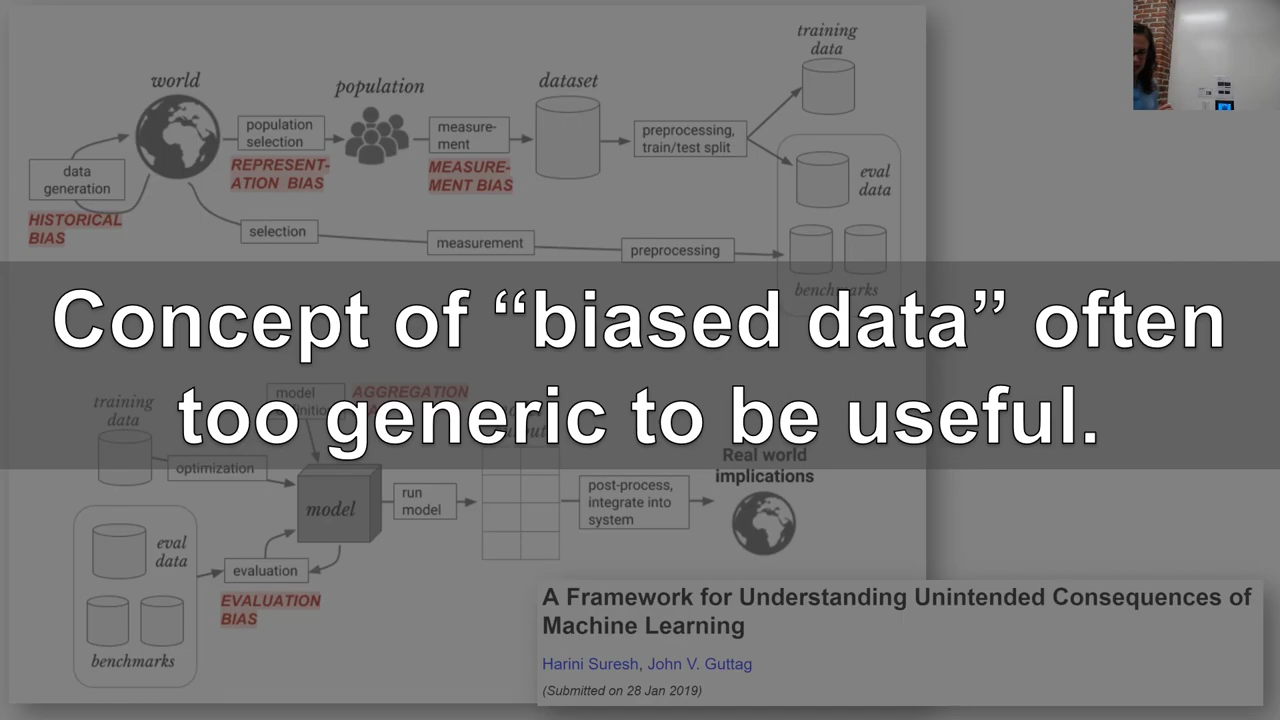 training
data
world
population
dataset
population
selection
measure-
ment
preprocessing,
train/test split
REPRESENT-
ATION BIAS
MEASURE-
MENT BIAS
data
generation
eval
data
HISTORICAL
BIAS
selection
measurement
preprocessing
benchmarks
Concept of “biased data” often
too generic to be useful.
training
data
model
AGGREGATION
optimization
model
run
model
post-process,
integrate into
system
Real world
implications
eval
data
evaluation
EVALUATION
BIAS
benchmarks
A Framework for Understanding Unintended Consequences of
Machine Learning
Harini Suresh, John V. Guttag
(Submitted on 28 Jan 2019)